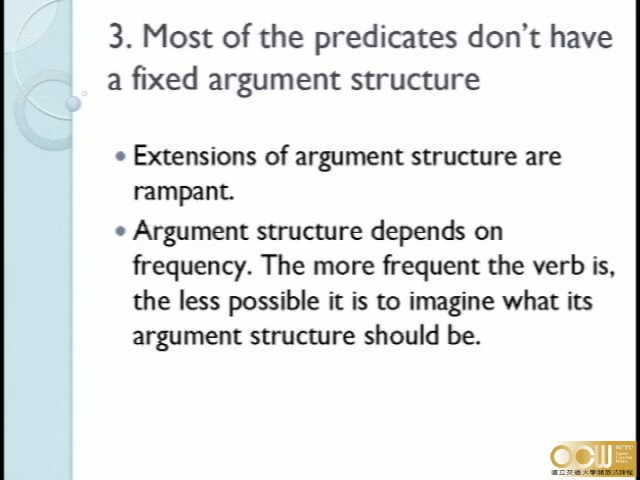 3. Most of the predicates don't have
a fixed argument structure
• Extensions of argument structure are
rampant.
• Argument structure depends on
frequency. The more frequent the verb is,
the less possible it is to imagine what its
argument structure should be.
OCW
國立交通大學開放式課程